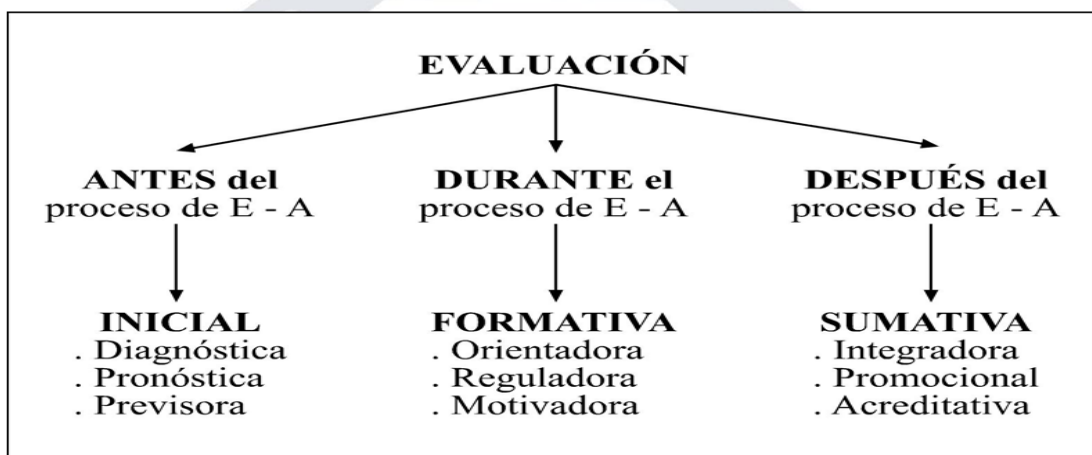 EVALUACIÓN
ANTES del
proceso de E - A
DURANTE el
proceso de E - A
DESPUÉS del
proceso de E - A
INICIAL
. Diagnóstica
. Pronóstica
. Previsora
FORMATIVA
. Orientadora
. Reguladora
. Motivadora
SUMATIVA
. Integradora
. Promocional
. Acreditativa